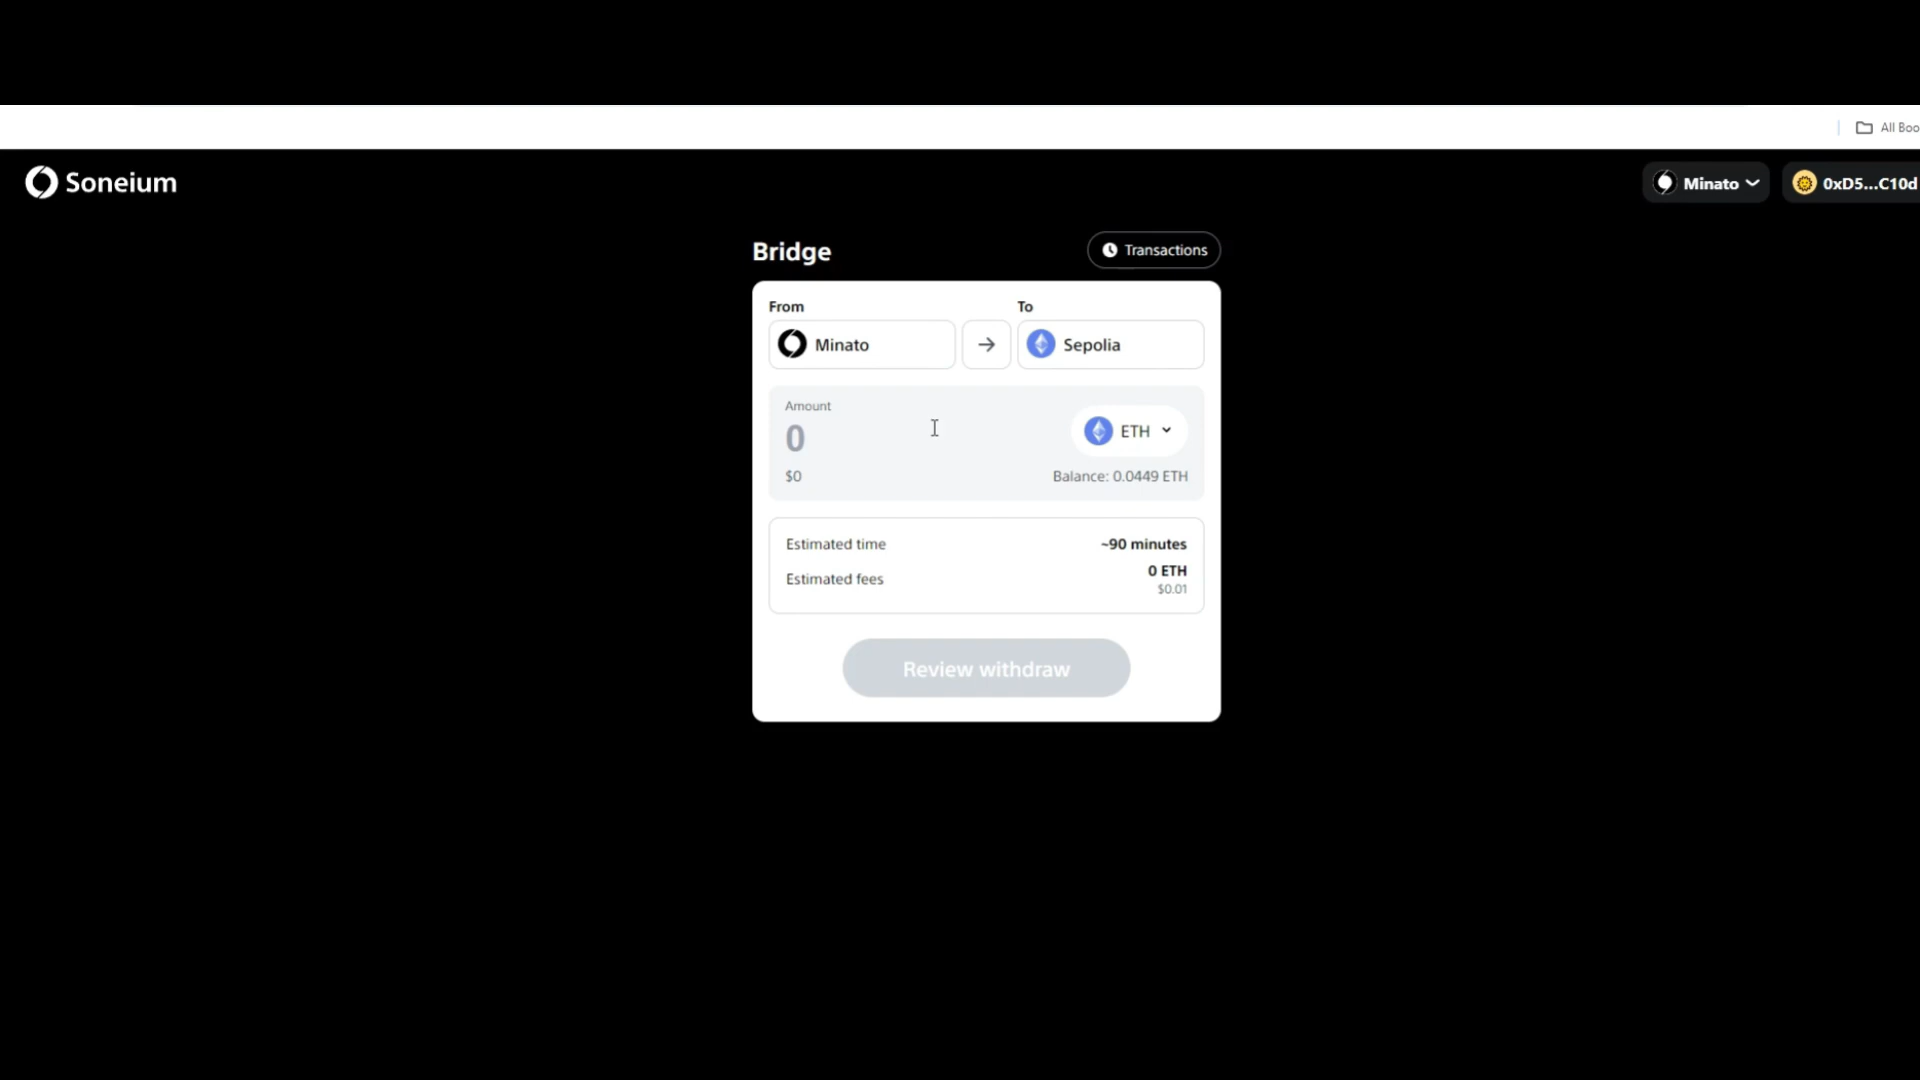 All Boo
Soneium
Minato
0xD5...C10d
Bridge
Transactions
From
To
Minato
Sepolia
Amount
0
ETH
$0
Balance: 0.0449 ETH
Estimated time
~90 minutes
Estimated fees
0 ETH
$0.01
Review withdraw